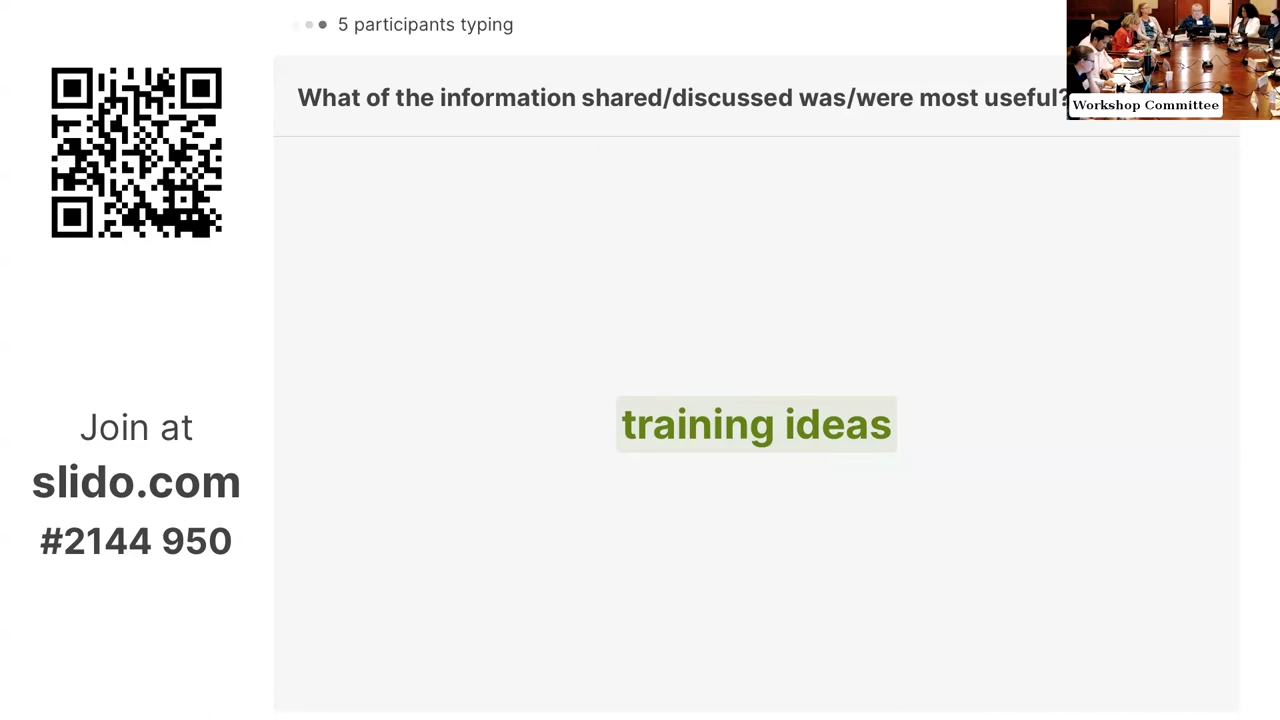 5 participants typing
What of the information shared/discussed was/were most useful?
Workshop Committee
training ideas
Join at
slido.com
#2144 950